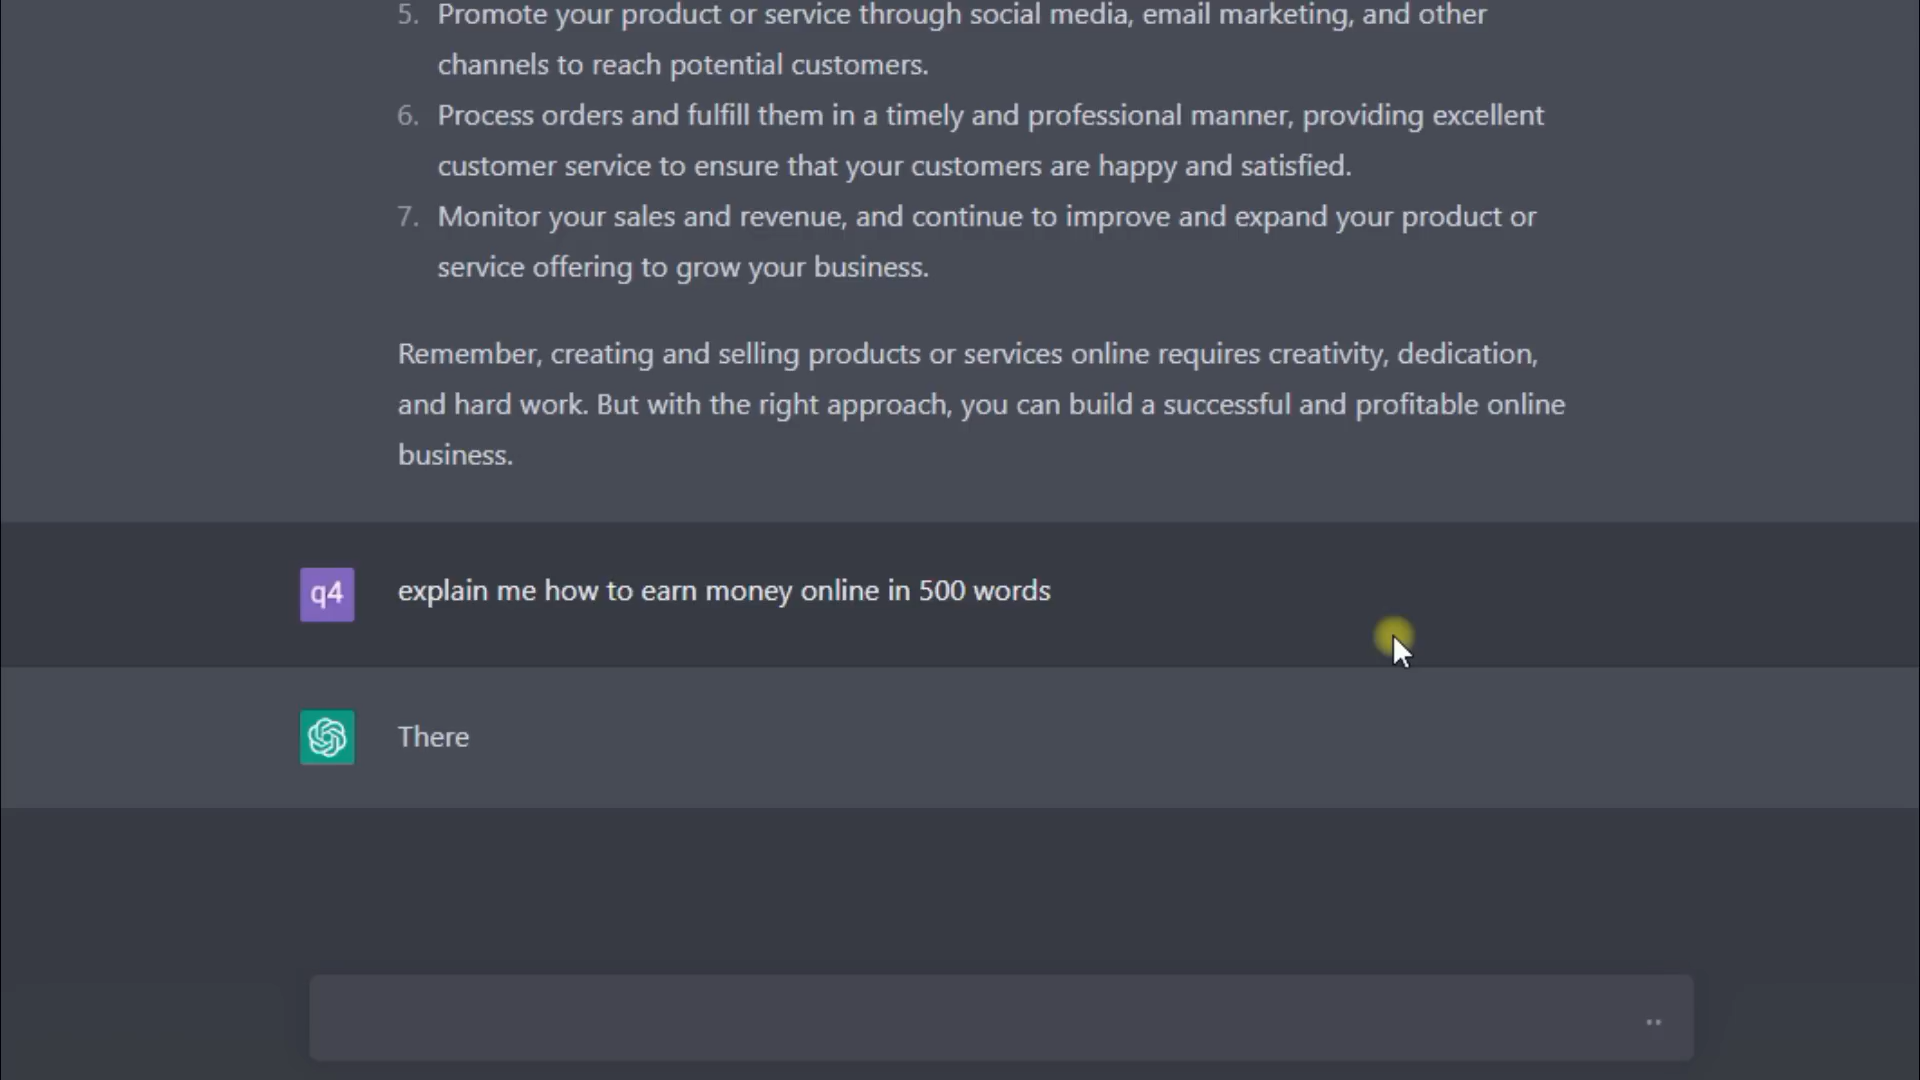 5. Promote your product or service through social media, email marketing, and other
channels to reach potential customers.
6. Process orders and fulfill them in a timely and professional manner, providing excellent
customer service to ensure that your customers are happy and satisfied.
7. Monitor your sales and revenue, and continue to improve and expand your product or
service offering to grow your business.
Remember, creating and selling products or services online requires creativity, dedication,
and hard work. But with the right approach, you can build a successful and profitable online
business.
q4 explain me how to earn money online in 500 words
There